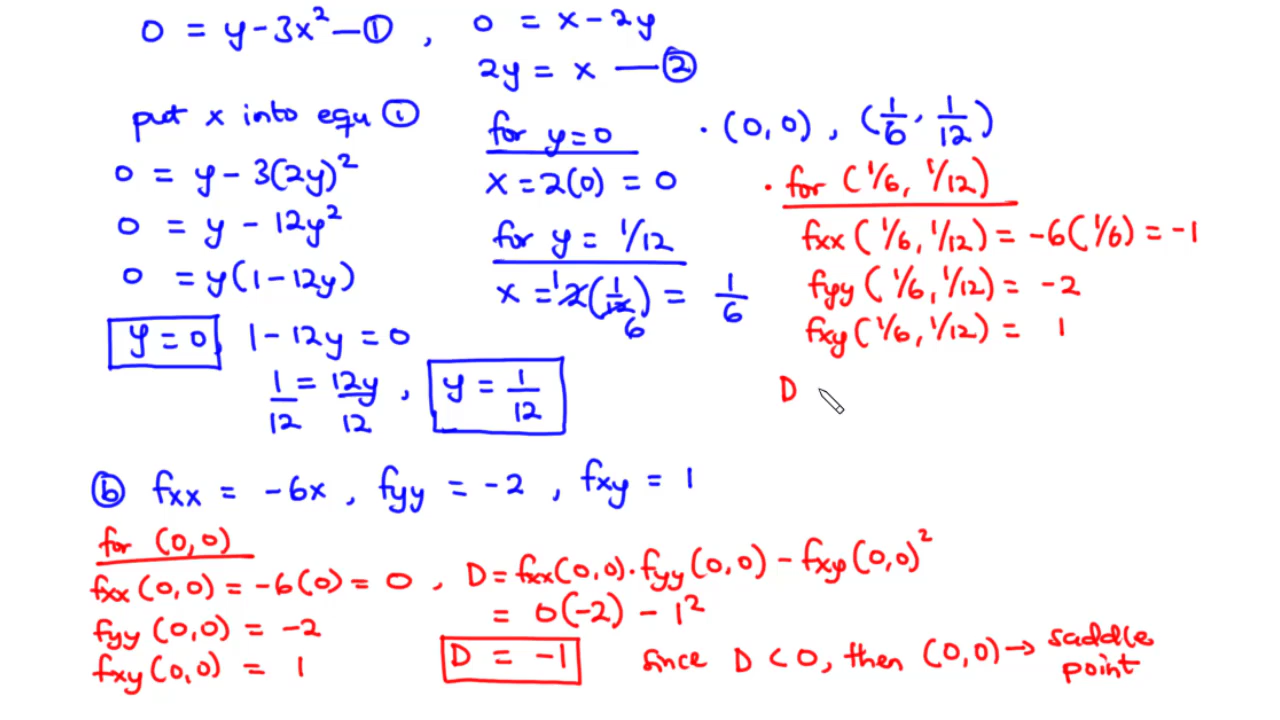 0 = y - 3x² — ① , 0 = x - 2y
2y = x — ②
put x into equ ①
0 = y - 3(2y)²
0 = y - 12y²
0 = y(1 - 12y)
y = 0, 1 - 12y = 0
1/12 = 12y/12 , y = 1/12
for y = 0
x = 2(0) = 0
for y = 1/12
x = ¹2(1/12 6) = 1/6
· (0, 0) , (1/6, 1/12)
· for (1/6, 1/12)
fxx (1/6, 1/12) = -6(1/6) = -1
fyy (1/6, 1/12) = -2
fxy (1/6, 1/12) = 1
D
ⓑ fxx = -6x , fyy = -2 , fxy = 1
for (0, 0)
fxx (0, 0) = -6(0) = 0 , D = fxx(0, 0) · fyy (0, 0) - fxy (0, 0)²
fyy (0, 0) = -2
fxy (0, 0) = 1
= 0(-2) - 1²
D = -1
since D < 0, then (0, 0) → saddle point